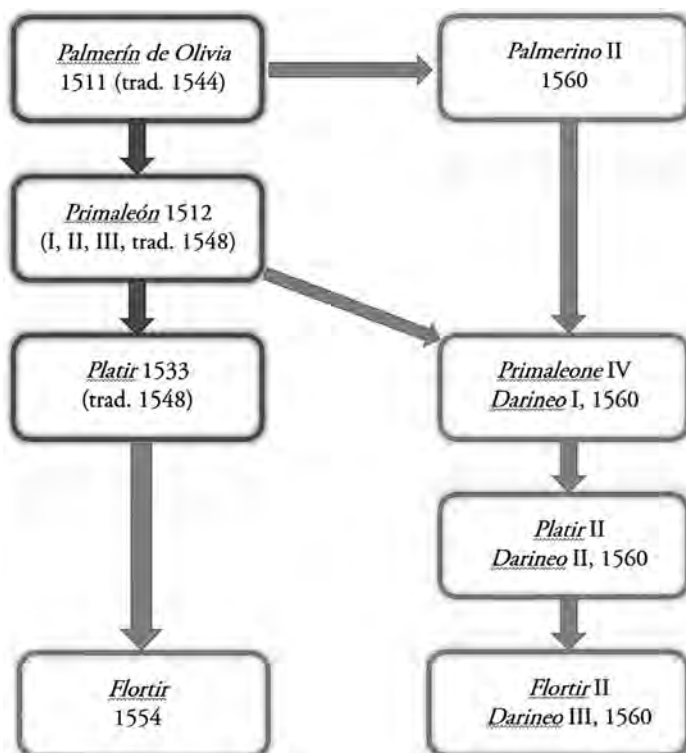 Palmerín de Olivia
1511 (trad. 1544)
Palmerino II
1560
Primaleón 1512
(I, II, III, trad. 1548)
Platir 1533
(trad. 1548)
Primaleone IV
Darineo I, 1560
Platir II
Darineo II, 1560
Flortir
1554
Flortir II
Darineo III, 1560